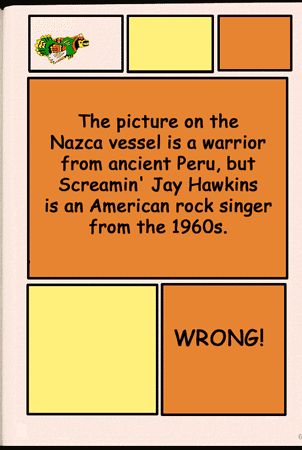 The picture on the
Nazca vessel is a warrior
from ancient Peru, but
Screamin' Jay Hawkins
is an American rock singer
from the 1960s.
WRONG!
6